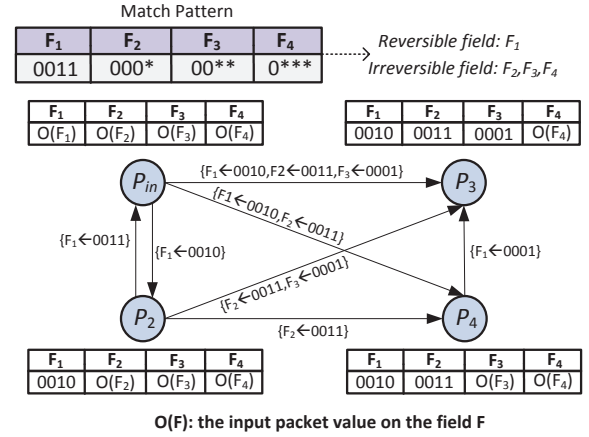 Match Pattern
F1 F2 F3 F4
0011 000* 00** 0***
Reversible field: F1
Irreversible field: F2,F3,F4
F1 F2 F3 F4
O(F1) O(F2) O(F3) O(F4)
F1 F2 F3 F4
0010 0011 0001 O(F4)
Pin
{F1←0010,F2←0011,F3←0001}
P3
{F1←0010,F2←0011}
{F1←0011}
{F1←0010}
{F2←0011,F3←0001}
{F1←0001}
P2
{F2←0011}
P4
F1 F2 F3 F4
0010 O(F2) O(F3) O(F4)
F1 F2 F3 F4
0010 0011 O(F3) O(F4)
O(F): the input packet value on the field F